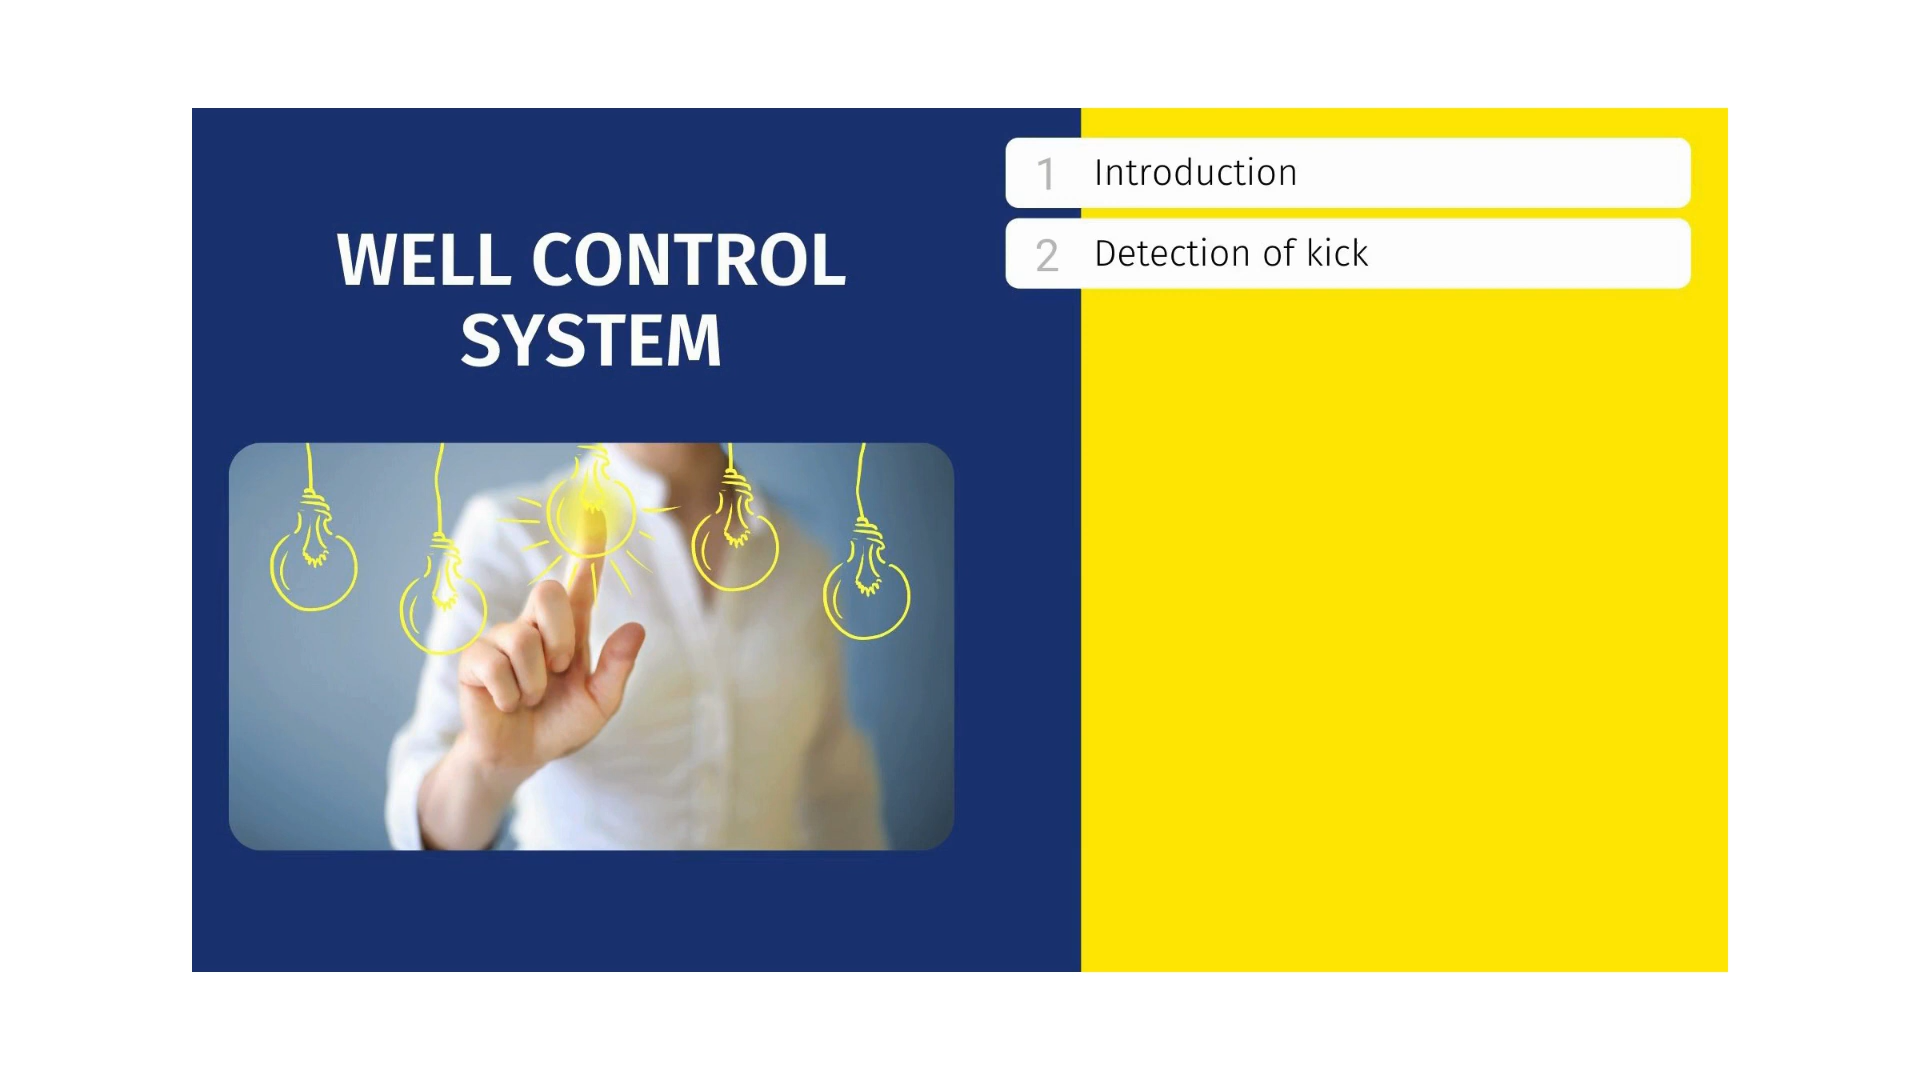 WELL CONTROL
SYSTEM
1 Introduction
2 Detection of kick